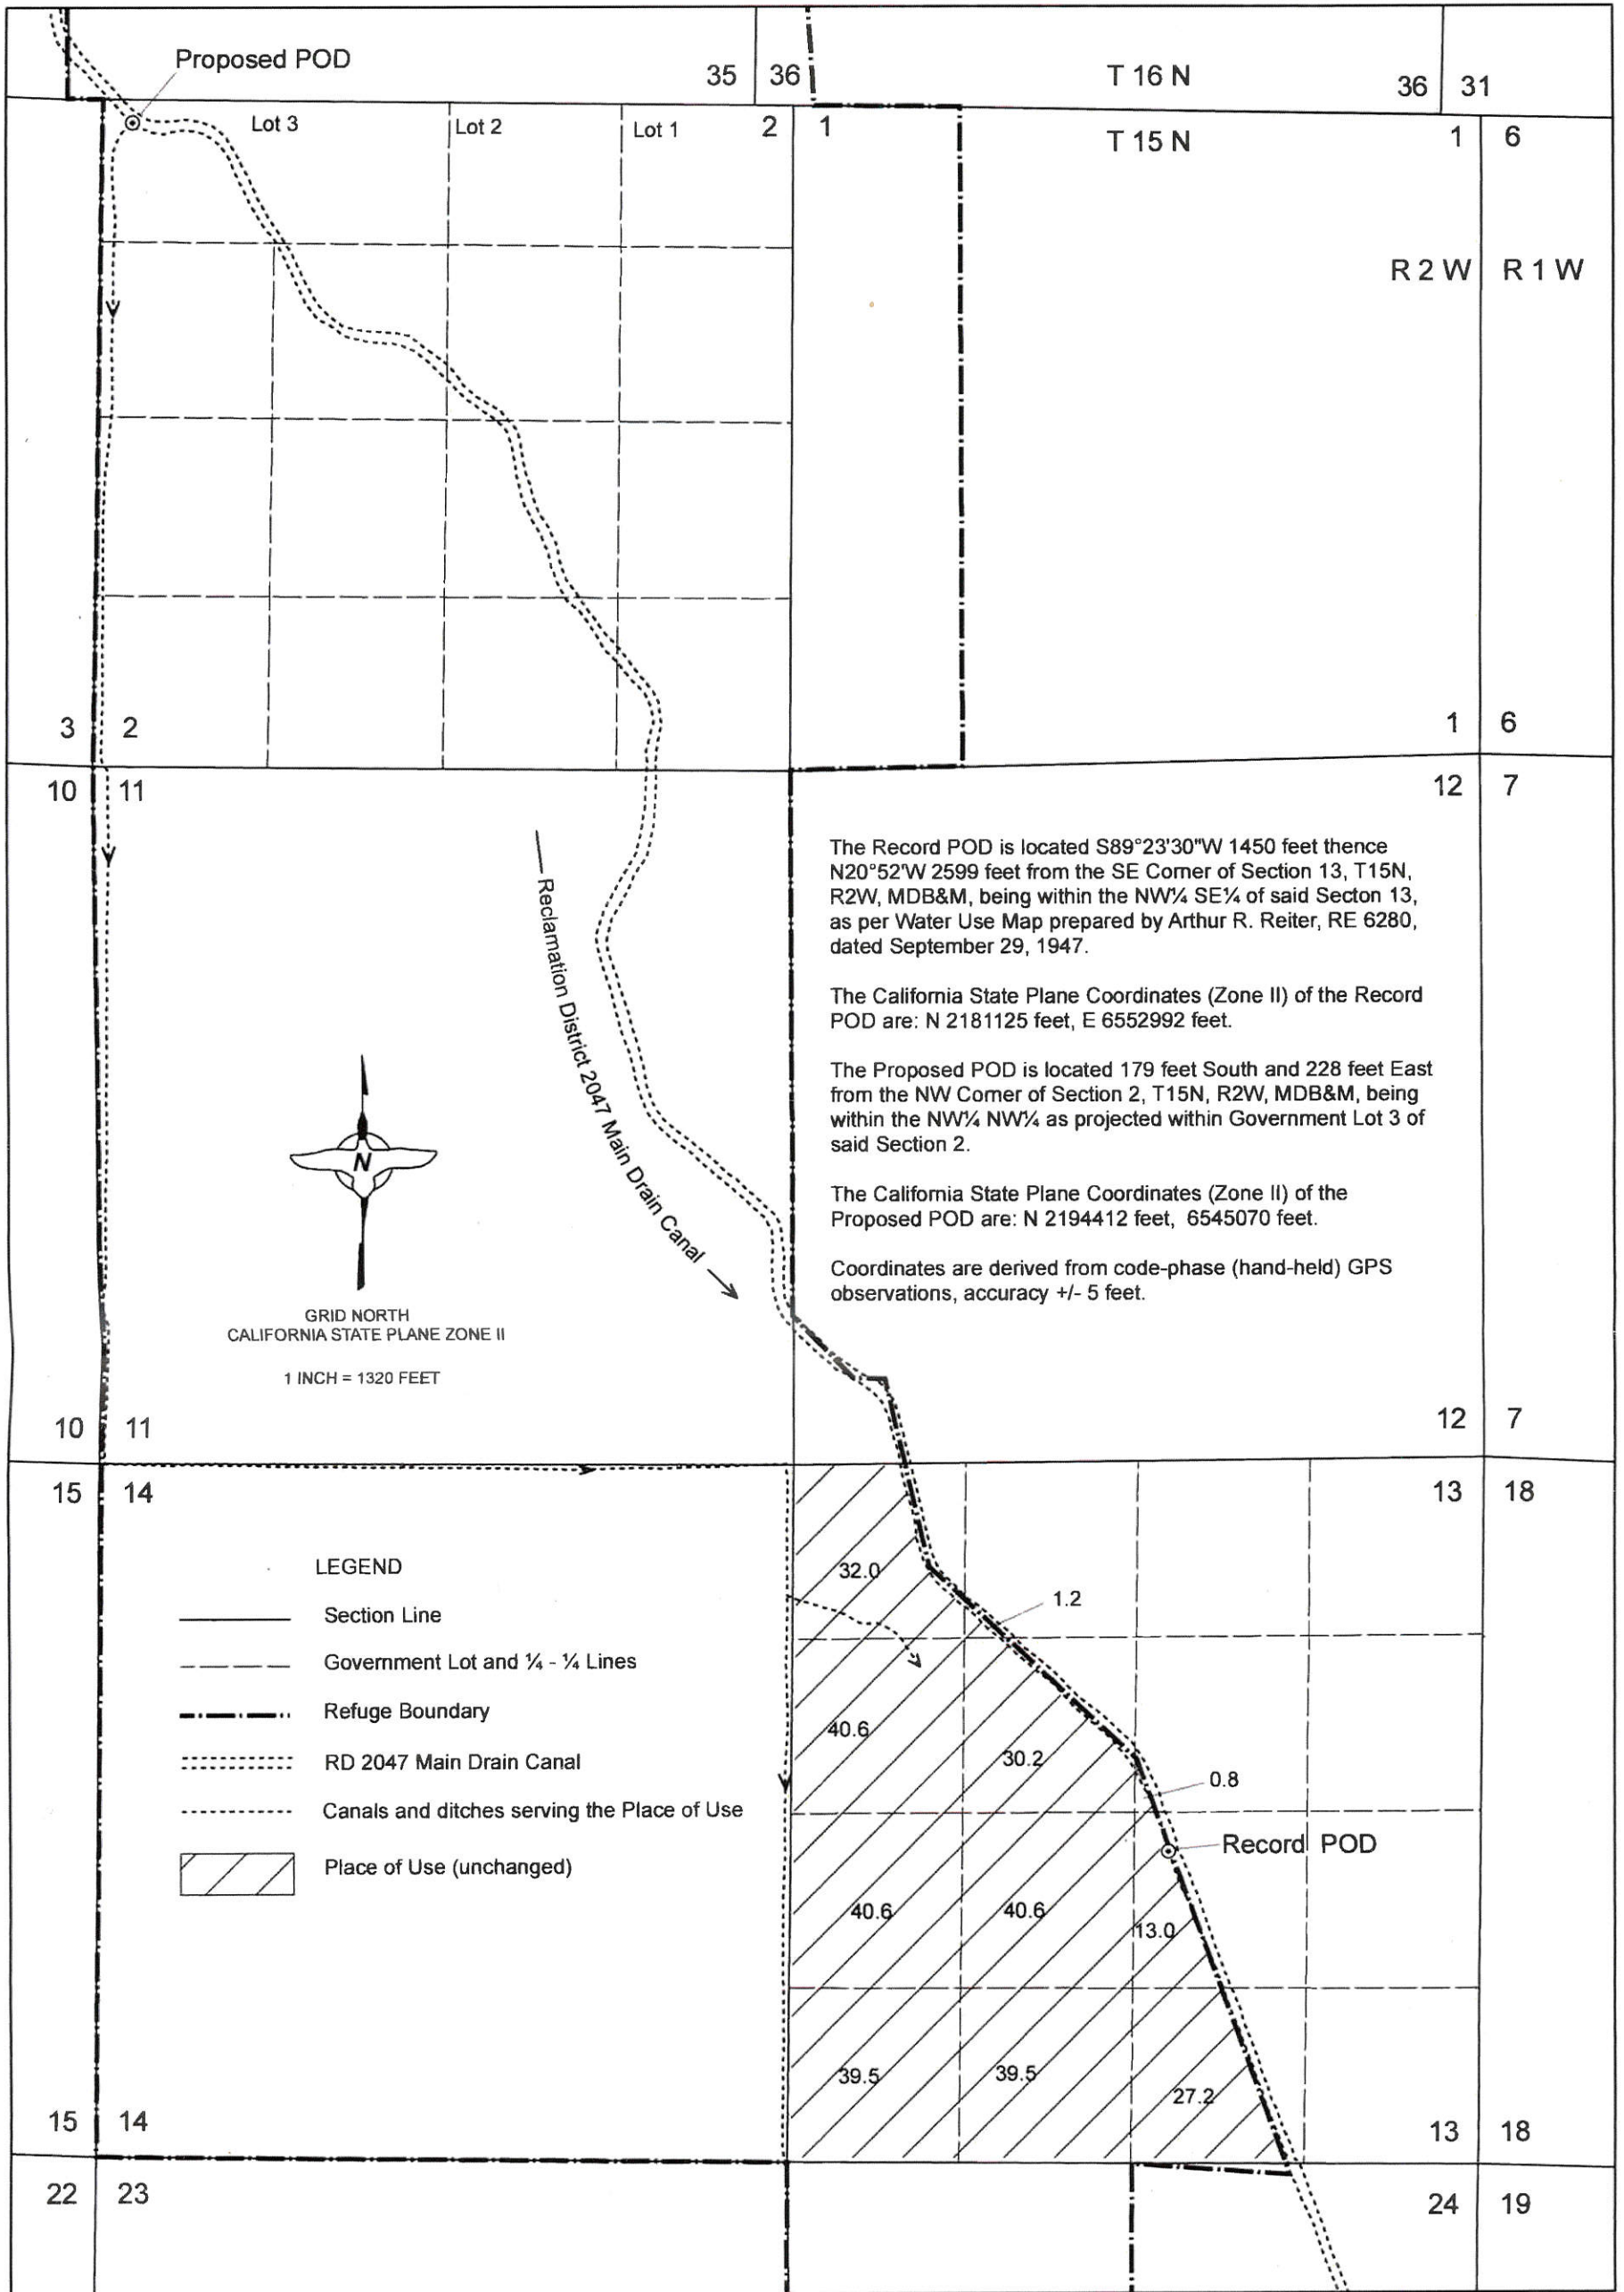 Proposed POD
35 36 T 16 N 36 31
Lot 3 Lot 2 Lot 1 2 1 T 15 N 1 6
R 2 W R 1 W
3 2 1 6
10 11 12 7
The Record POD is located S89°23'30"W 1450 feet thence
N20°52'W 2599 feet from the SE Corner of Section 13, T15N,
R2W, MDB&M, being within the NW¼ SE¼ of said Secton 13,
as per Water Use Map prepared by Arthur R. Reiter, RE 6280,
dated September 29, 1947.
The California State Plane Coordinates (Zone II) of the Record
POD are: N 2181125 feet, E 6552992 feet.
The Proposed POD is located 179 feet South and 228 feet East
from the NW Corner of Section 2, T15N, R2W, MDB&M, being
within the NW¼ NW¼ as projected within Government Lot 3 of
said Section 2.
The California State Plane Coordinates (Zone II) of the
Proposed POD are: N 2194412 feet, 6545070 feet.
Coordinates are derived from code-phase (hand-held) GPS
observations, accuracy +/- 5 feet.
Reclamation District 2047 Main Drain Canal
N
GRID NORTH
CALIFORNIA STATE PLANE ZONE II
1 INCH = 1320 FEET
10 11 12 7
15 14 13 18
LEGEND
Section Line
Government Lot and ¼ - ¼ Lines
Refuge Boundary
RD 2047 Main Drain Canal
Canals and ditches serving the Place of Use
Place of Use (unchanged)
32.0
1.2
40.6
30.2
0.8
Record POD
40.6 40.6
13.0
39.5 39.5
27.2
15 14 13 18
22 23 24 19